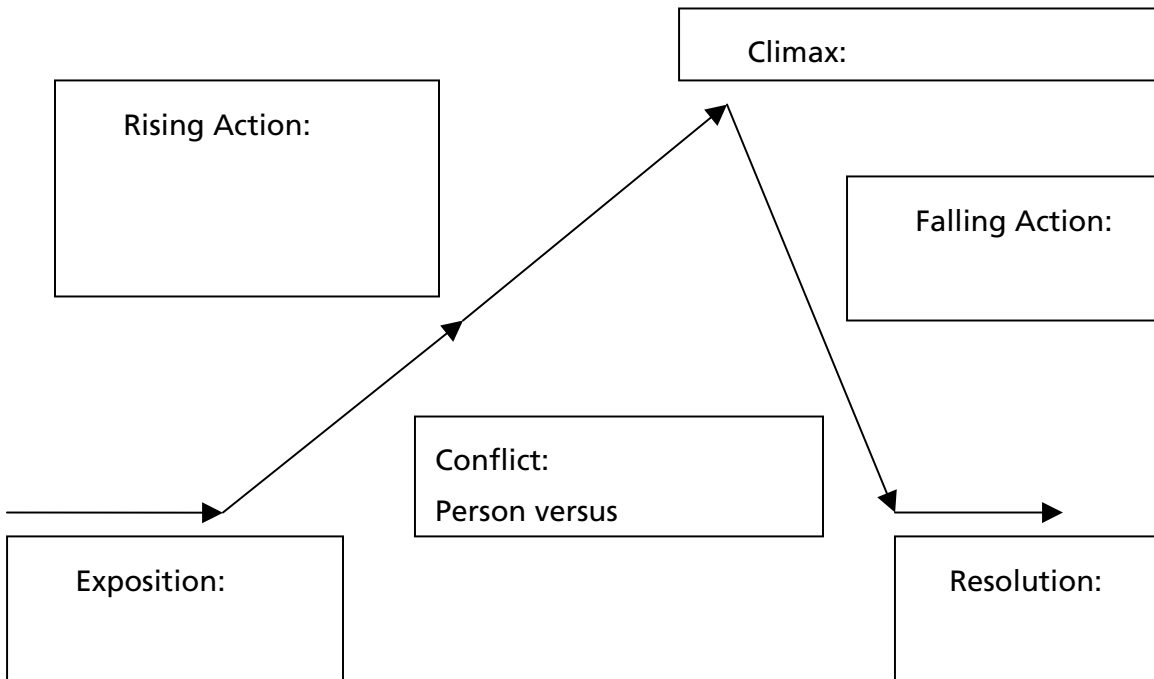 Climax:
Rising Action:
Falling Action:
Conflict:
Person versus
Exposition:
Resolution: